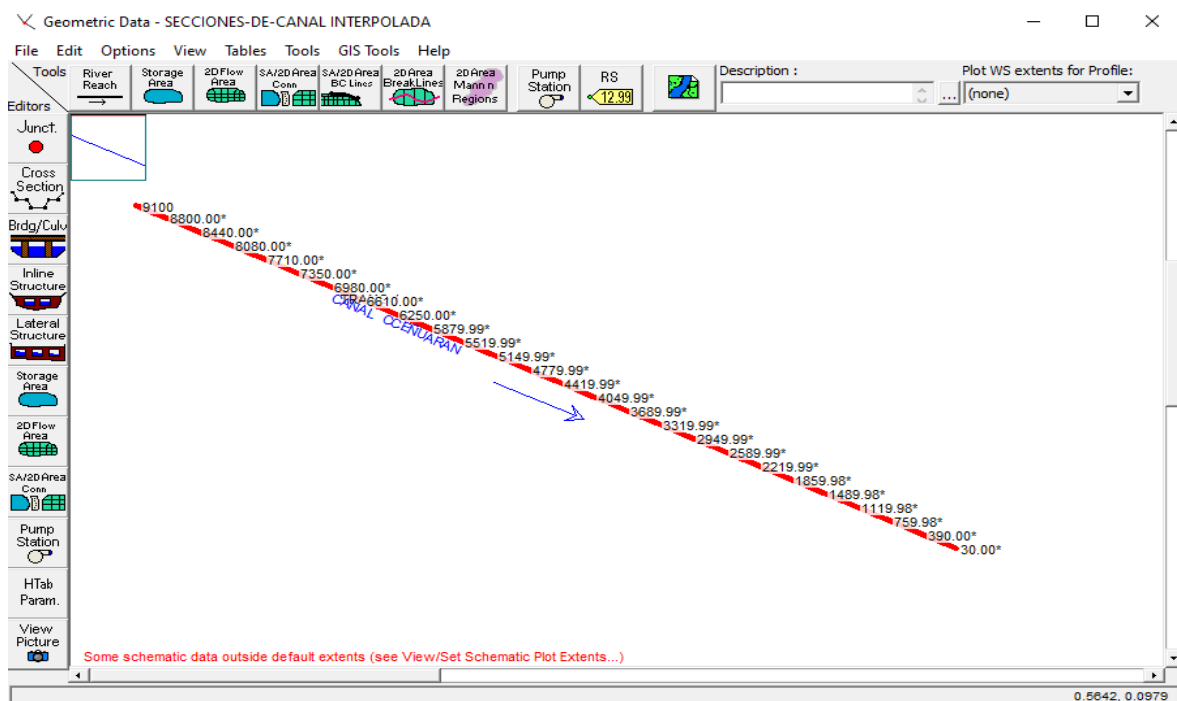 Geometric Data - SECCIONES-DE-CANAL INTERPOLADA
File Edit Options View Tables Tools GIS Tools Help
Tools
Editors
River Reach
Storage Area
2D Flow Area
SA/2D Area Conn
SA/2D Area BC Lines
2D Area BreakLines
2D Area Mann n Regions
Pump Station
RS
12.99
Description :
...
Plot WS extents for Profile:
(none)
Junct.
Cross Section
Brdg/Culv
Inline Structure
Lateral Structure
Storage Area
2D Flow Area
SA/2D Area Conn
Pump Station
HTab Param.
View Picture
9100
8800.00*
8440.00*
8080.00*
7710.00*
7350.00*
6980.00*
6610.00*
6250.00*
CANAL CCENUARAN
5879.99*
5519.99*
5149.99*
4779.99*
4419.99*
4049.99*
3689.99*
3319.99*
2949.99*
2589.99*
2219.99*
1859.98*
1489.98*
1119.98*
759.98*
390.00*
30.00*
Some schematic data outside default extents (see View/Set Schematic Plot Extents...)
0.5642, 0.0979